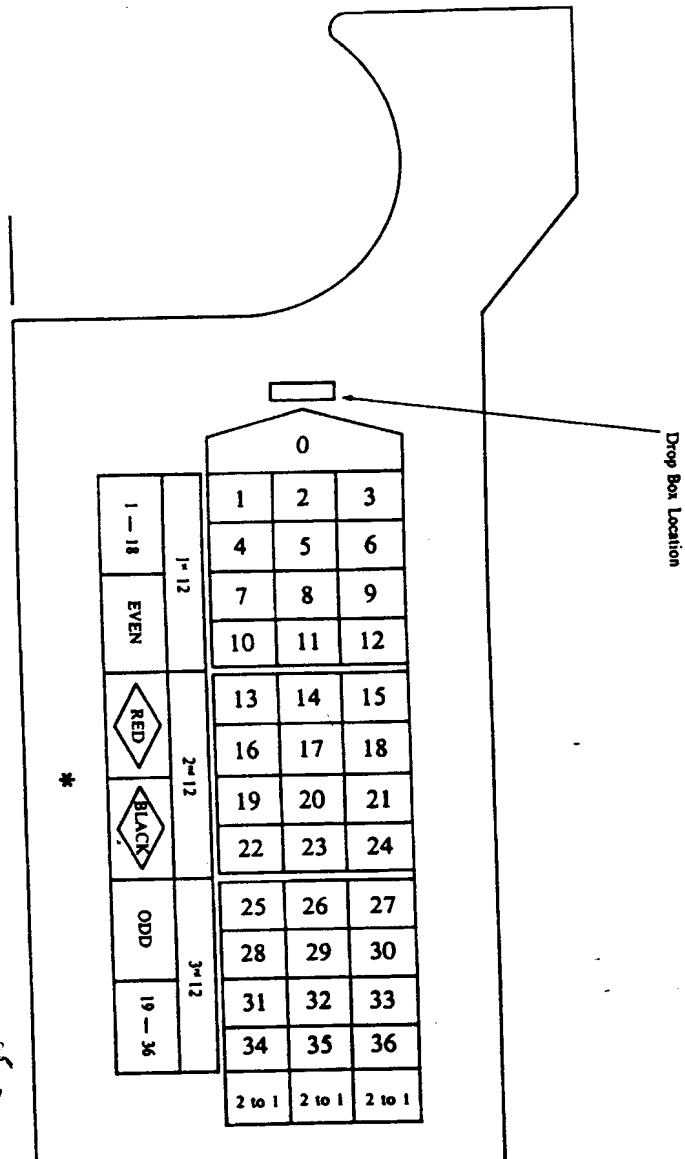 Drop Box Location
0
1 2 3
4 5 6
7 8 9
10 11 12
13 14 15
16 17 18
19 20 21
22 23 24
25 26 27
28 29 30
31 32 33
34 35 36
2 to 1 2 to 1 2 to 1
1st 12
2nd 12
3rd 12
1 — 18
EVEN
RED
BLACK
ODD
19 — 36
*